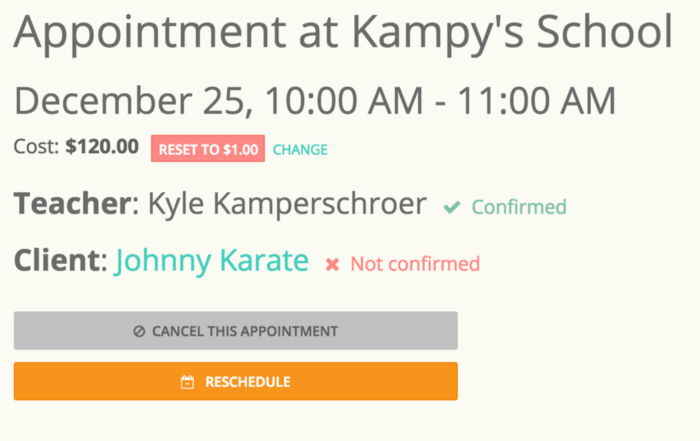 Appointment at Kampy's School
December 25, 10:00 AM - 11:00 AM
Cost: $120.00 RESET TO $1.00 CHANGE
Teacher: Kyle Kamperschroer Confirmed
Client: Johnny Karate Not confirmed
CANCEL THIS APPOINTMENT
RESCHEDULE